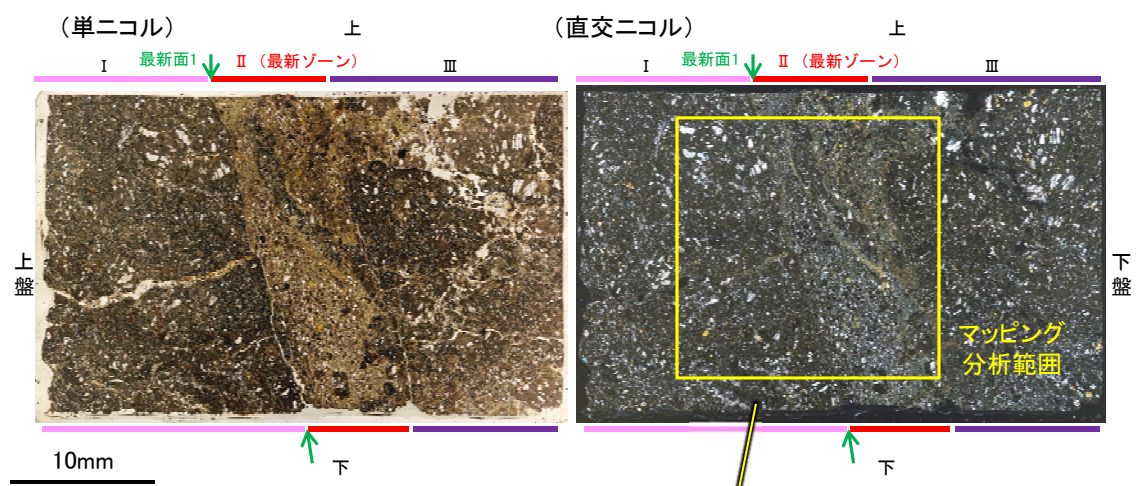 （単ニコル）
上
Ⅰ
最新面1
Ⅱ（最新ゾーン）
Ⅲ
上盤
下
10mm
（直交ニコル）
上
Ⅰ
最新面1
Ⅱ（最新ゾーン）
Ⅲ
マッピング
分析範囲
下盤
下